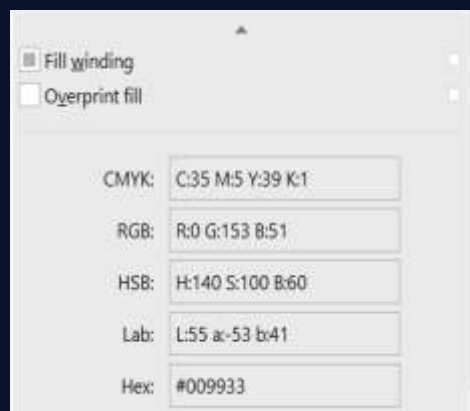 Fill winding
Overprint fill
CMYK: C:35 M:5 Y:39 K:1
RGB: R:0 G:153 B:51
HSB: H:140 S:100 B:60
Lab: L:55 a:-53 b:41
Hex: #009933